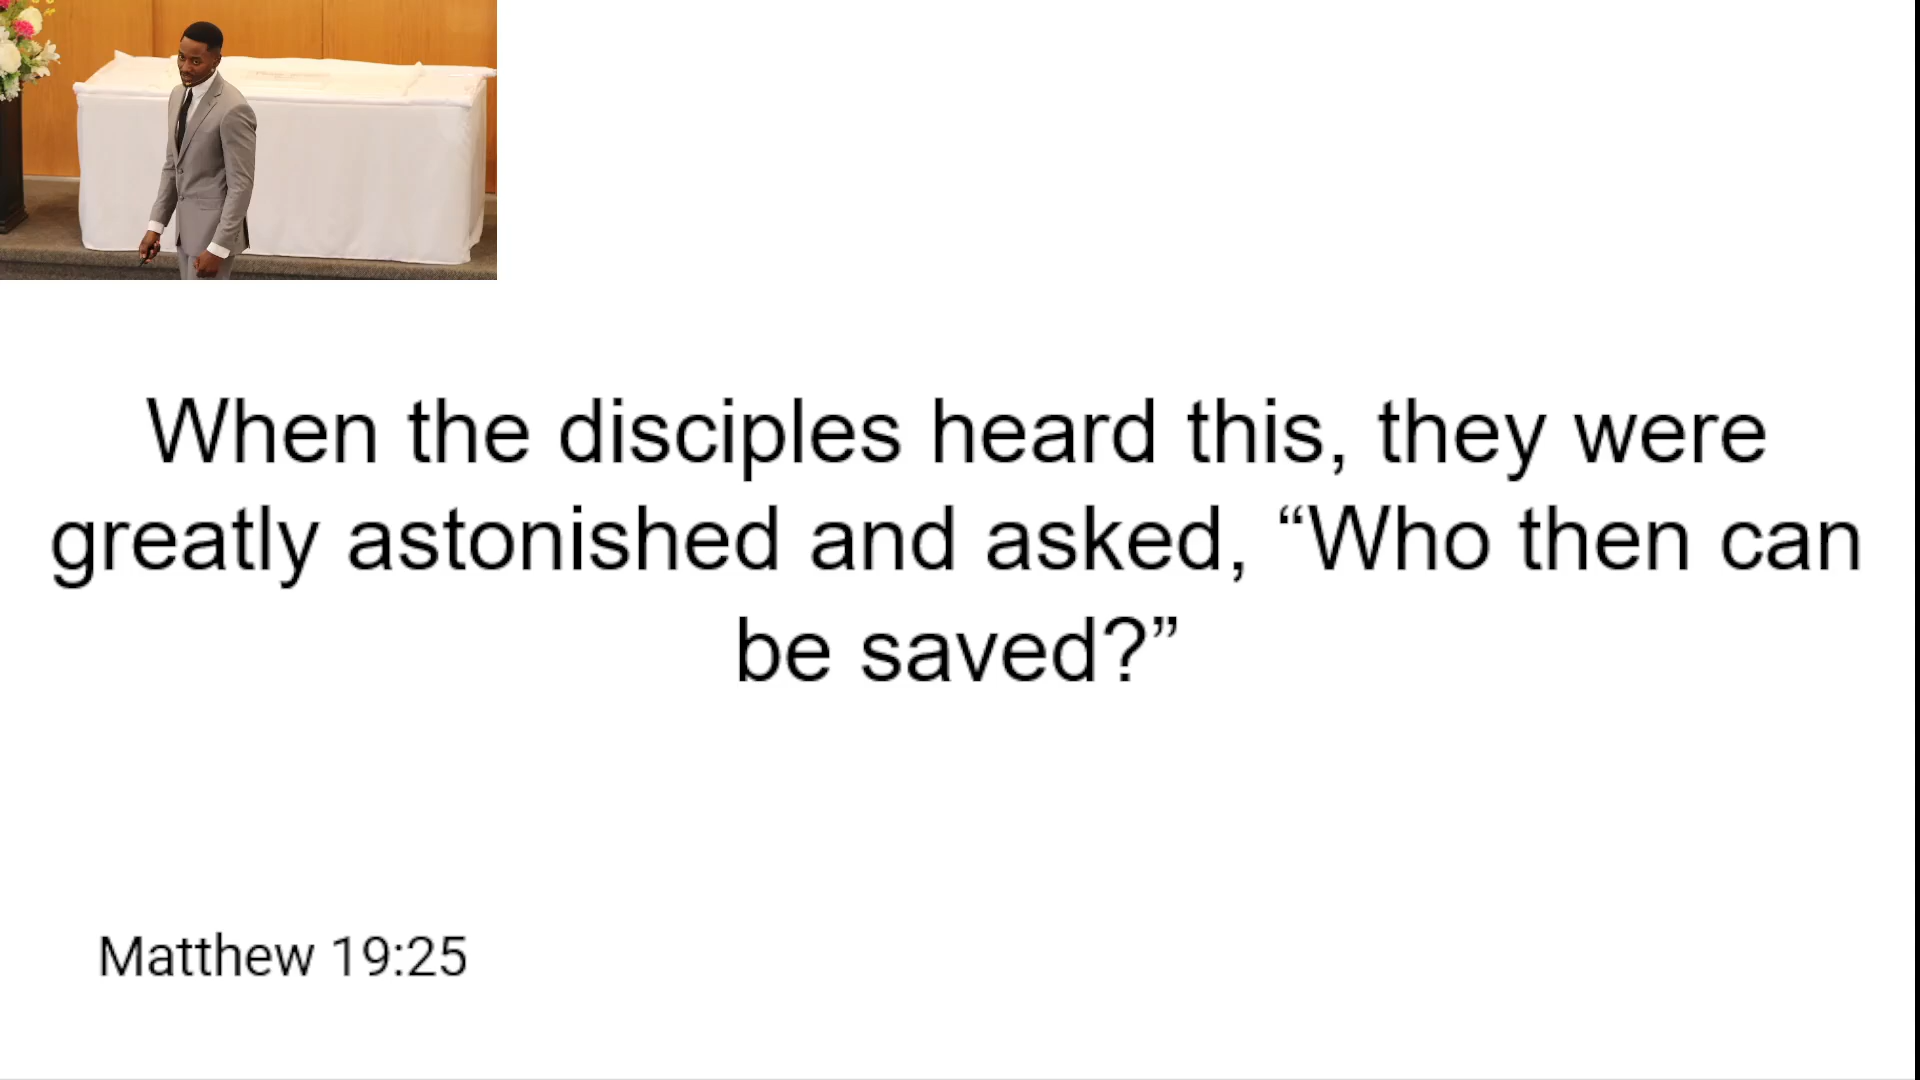 When the disciples heard this, they were
greatly astonished and asked, “Who then can
be saved?”
Matthew 19:25